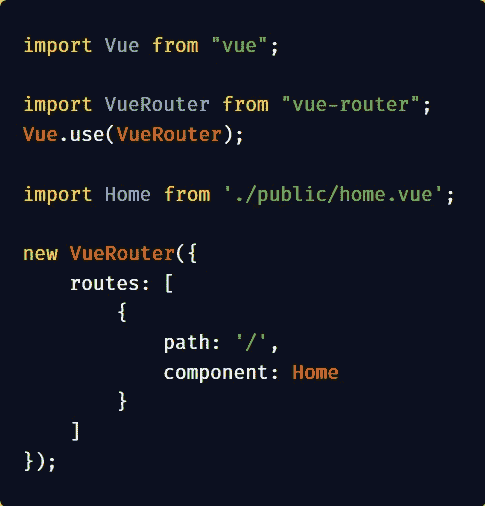 import Vue from "vue";
import VueRouter from "vue-router";
Vue.use(VueRouter);
import Home from './public/home.vue';
new VueRouter({
    routes: [
        {
            path: '/',
            component: Home
        }
    ]
});